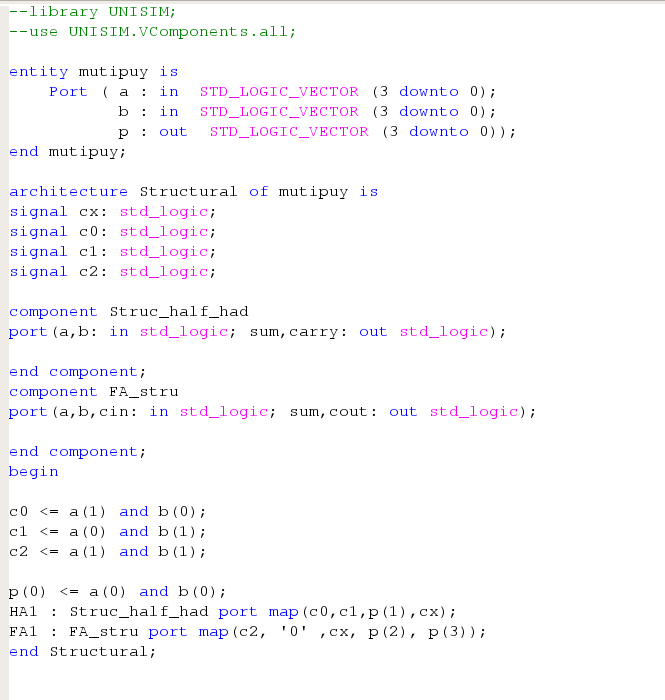 --library UNISIM;
--use UNISIM.VComponents.all;
entity mutipuy is
Port ( a : in  STD_LOGIC_VECTOR (3 downto 0);
b : in  STD_LOGIC_VECTOR (3 downto 0);
p : out  STD_LOGIC_VECTOR (3 downto 0));
end mutipuy;
architecture Structural of mutipuy is
signal cx: std_logic;
signal c0: std_logic;
signal c1: std_logic;
signal c2: std_logic;
component Struc_half_had
port(a,b: in std_logic; sum,carry: out std_logic);
end component;
component FA_stru
port(a,b,cin: in std_logic; sum,cout: out std_logic);
end component;
begin
c0 <= a(1) and b(0);
c1 <= a(0) and b(1);
c2 <= a(1) and b(1);
p(0) <= a(0) and b(0);
HA1 : Struc_half_had port map(c0,c1,p(1),cx);
FA1 : FA_stru port map(c2, '0' ,cx, p(2), p(3));
end Structural;